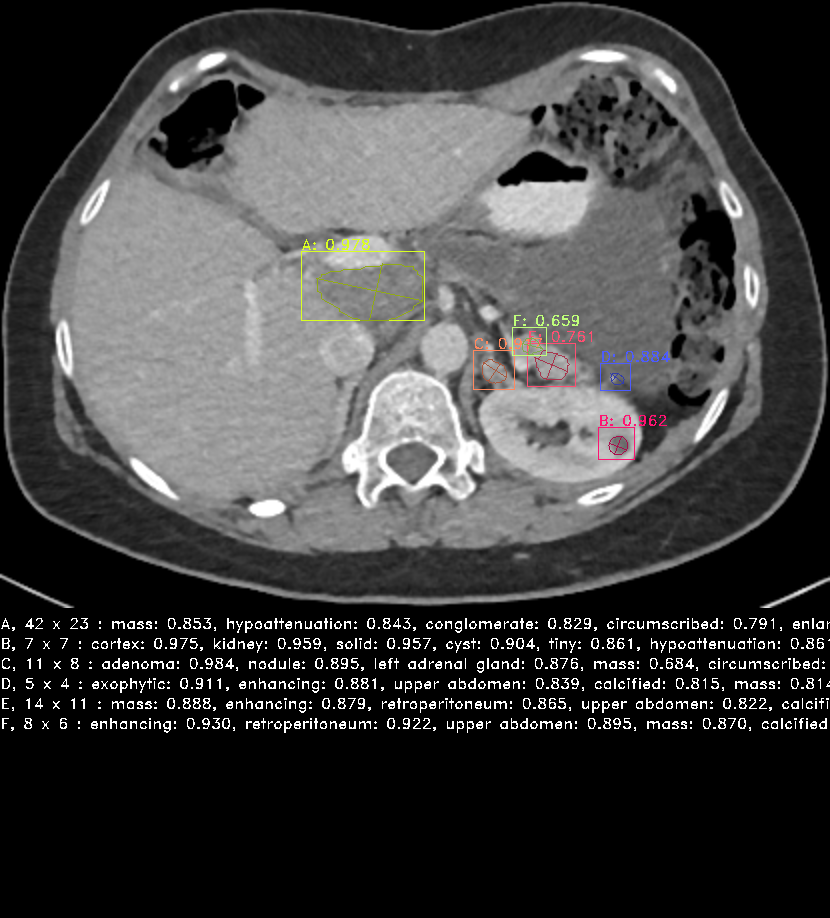 A: 0.978
F: 0.659
0.761
B: 0.962
A, 42 x 23 : mass: 0.853, hypoattenuation: 0.843, conglomerate: 0.829, circumscribed: 0.791, enlar
B, 7 x 7 : cortex: 0.975, kidney: 0.959, solid: 0.957, cyst: 0.904, tiny: 0.861, hypoattenuation: 0.861
C, 11 x 8 : adenoma: 0.984, nodule: 0.895, left adrenal gland: 0.876, mass: 0.684, circumscribed:
D, 5 x 4 : exophytic: 0.911, enhancing: 0.881, upper abdomen: 0.839, calcified: 0.815, mass: 0.814
E, 14 x 11 : mass: 0.888, enhancing: 0.879, retroperitoneum: 0.865, upper abdomen: 0.822, calcifi
F, 8 x 6 : enhancing: 0.930, retroperitoneum: 0.922, upper abdomen: 0.895, mass: 0.870, calcified